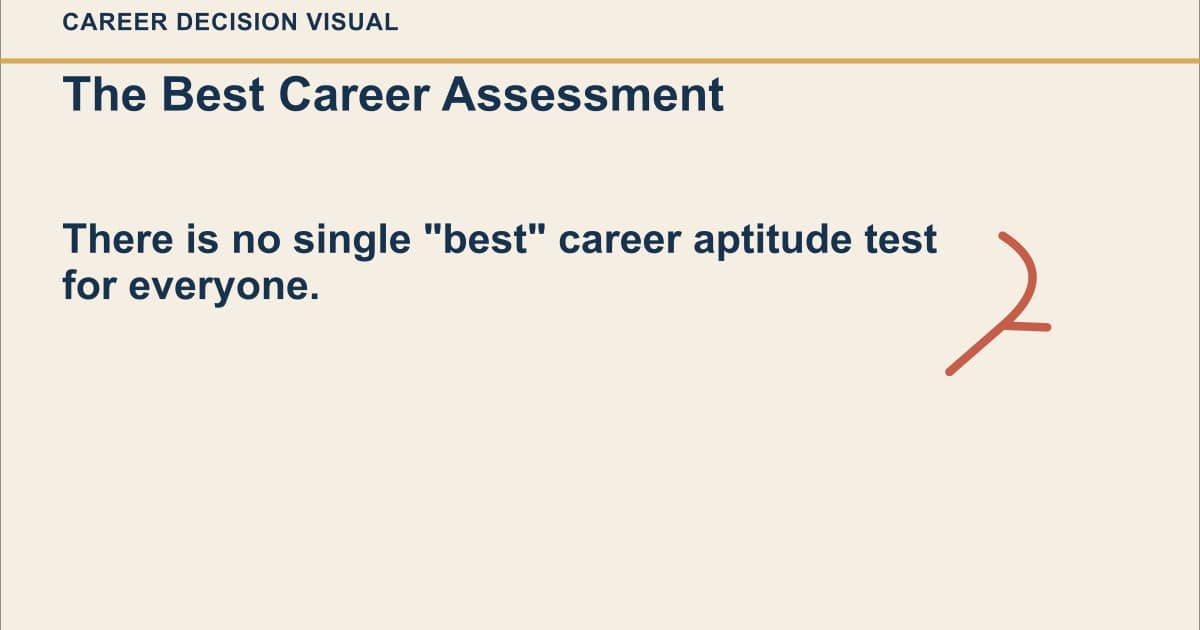 CAREER DECISION VISUAL
The Best Career Assessment
There is no single "best" career aptitude test
for everyone.